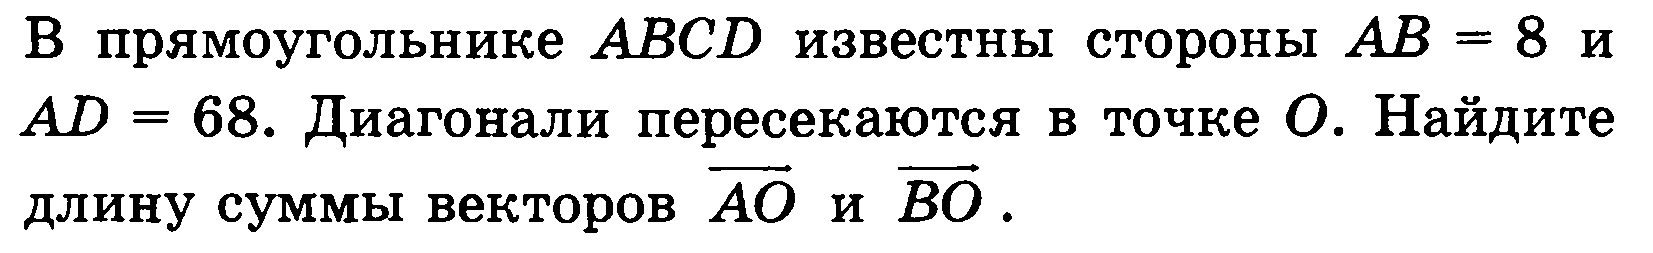 В прямоугольнике ABCD известны стороны AB = 8 и
AD = 68. Диагонали пересекаются в точке O. Найдите
длину суммы векторов \overrightarrow{AO} и \overrightarrow{BO}.